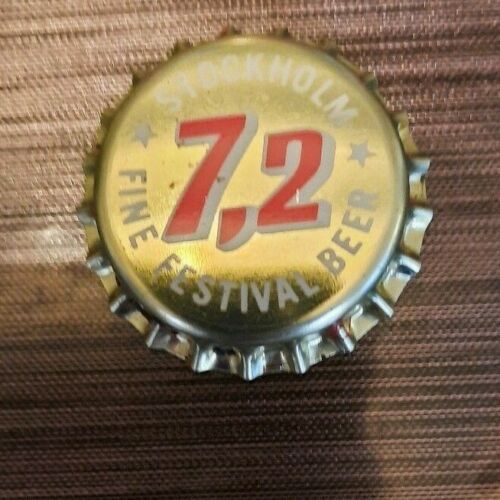 STOCKHOLM
7,2
FINE FESTIVAL BEER